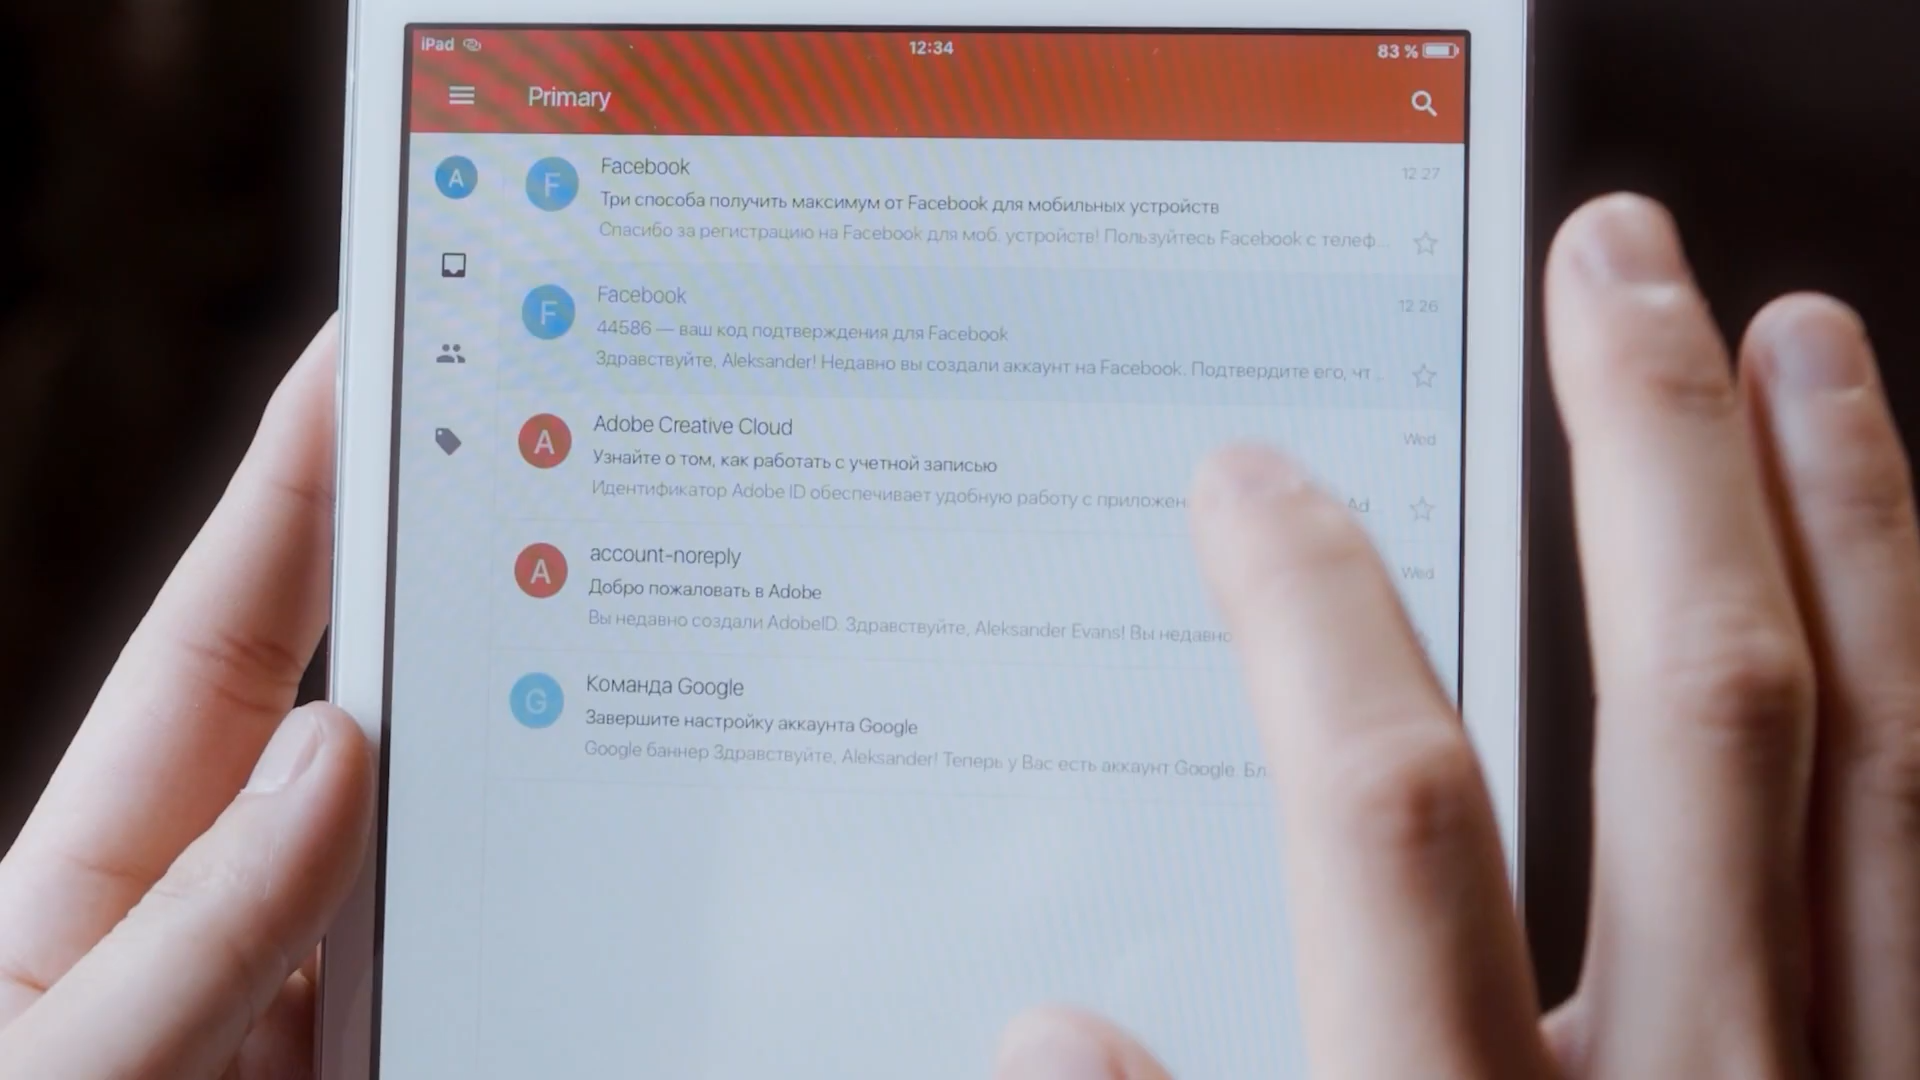 iPad 12:34 83 %
Primary
A
F
Facebook
12 27
Три способа получить максимум от Facebook для мобильных устройств
Спасибо за регистрацию на Facebook для моб. устройств! Пользуйтесь Facebook с телеф...
F
Facebook
12 26
44586 — ваш код подтверждения для Facebook
Здравствуйте, Aleksander! Недавно вы создали аккаунт на Facebook. Подтвердите его, чт...
A
Adobe Creative Cloud
Wed
Узнайте о том, как работать с учетной записью
Идентификатор Adobe ID обеспечивает удобную работу с приложен Ad...
A
account-noreply
Wed
Добро пожаловать в Adobe
Вы недавно создали AdobeID. Здравствуйте, Aleksander Evans! Вы недавно
G
Команда Google
Завершите настройку аккаунта Google
Google баннер Здравствуйте, Aleksander! Теперь у Вас есть аккаунт Google. Бл